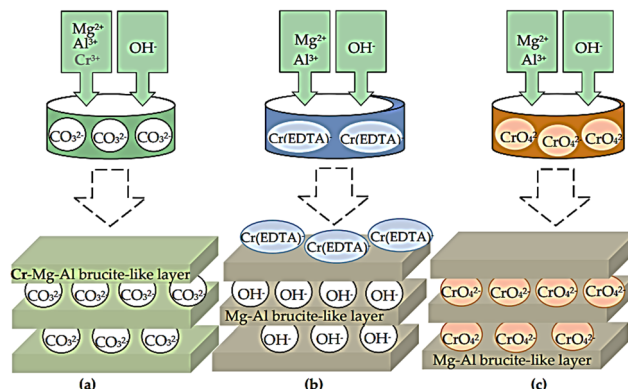 Mg²⁺
Al³⁺
Cr³⁺
OH⁻
CO₃²⁻ CO₃²⁻ CO₃²⁻
Cr-Mg-Al brucite-like layer
CO₃²⁻ CO₃²⁻ CO₃²⁻ CO₃²⁻
CO₃²⁻ CO₃²⁻ CO₃²⁻
(a)
Mg²⁺
Al³⁺
OH⁻
Cr(EDTA)⁻ Cr(EDTA)⁻
Cr(EDTA)⁻ Cr(EDTA)⁻ Cr(EDTA)⁻
OH⁻ OH⁻ OH⁻ OH⁻
Mg-Al brucite-like layer
OH⁻ OH⁻ OH⁻
(b)
Mg²⁺
Al³⁺
OH⁻
CrO₄²⁻ CrO₄²⁻ CrO₄²⁻
CrO₄²⁻ CrO₄²⁻ CrO₄²⁻ CrO₄²⁻
CrO₄²⁻ CrO₄²⁻ CrO₄²⁻
Mg-Al brucite-like layer
(c)